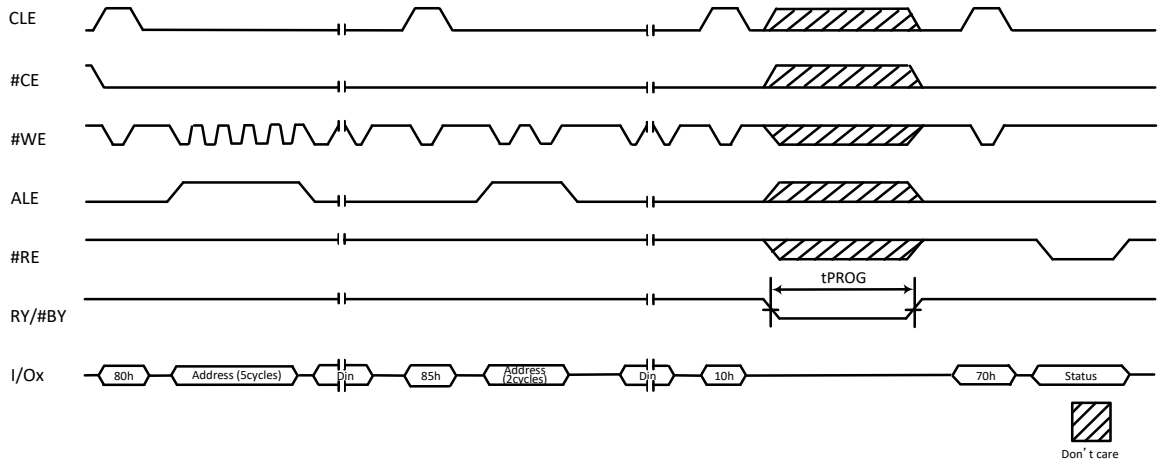 CLE
#CE
#WE
ALE
#RE
tPROG
RY/#BY
I/Ox
80h
Address (5cycles)
Din
85h
Address
(2cycles)
Din
10h
70h
Status
Don’t care